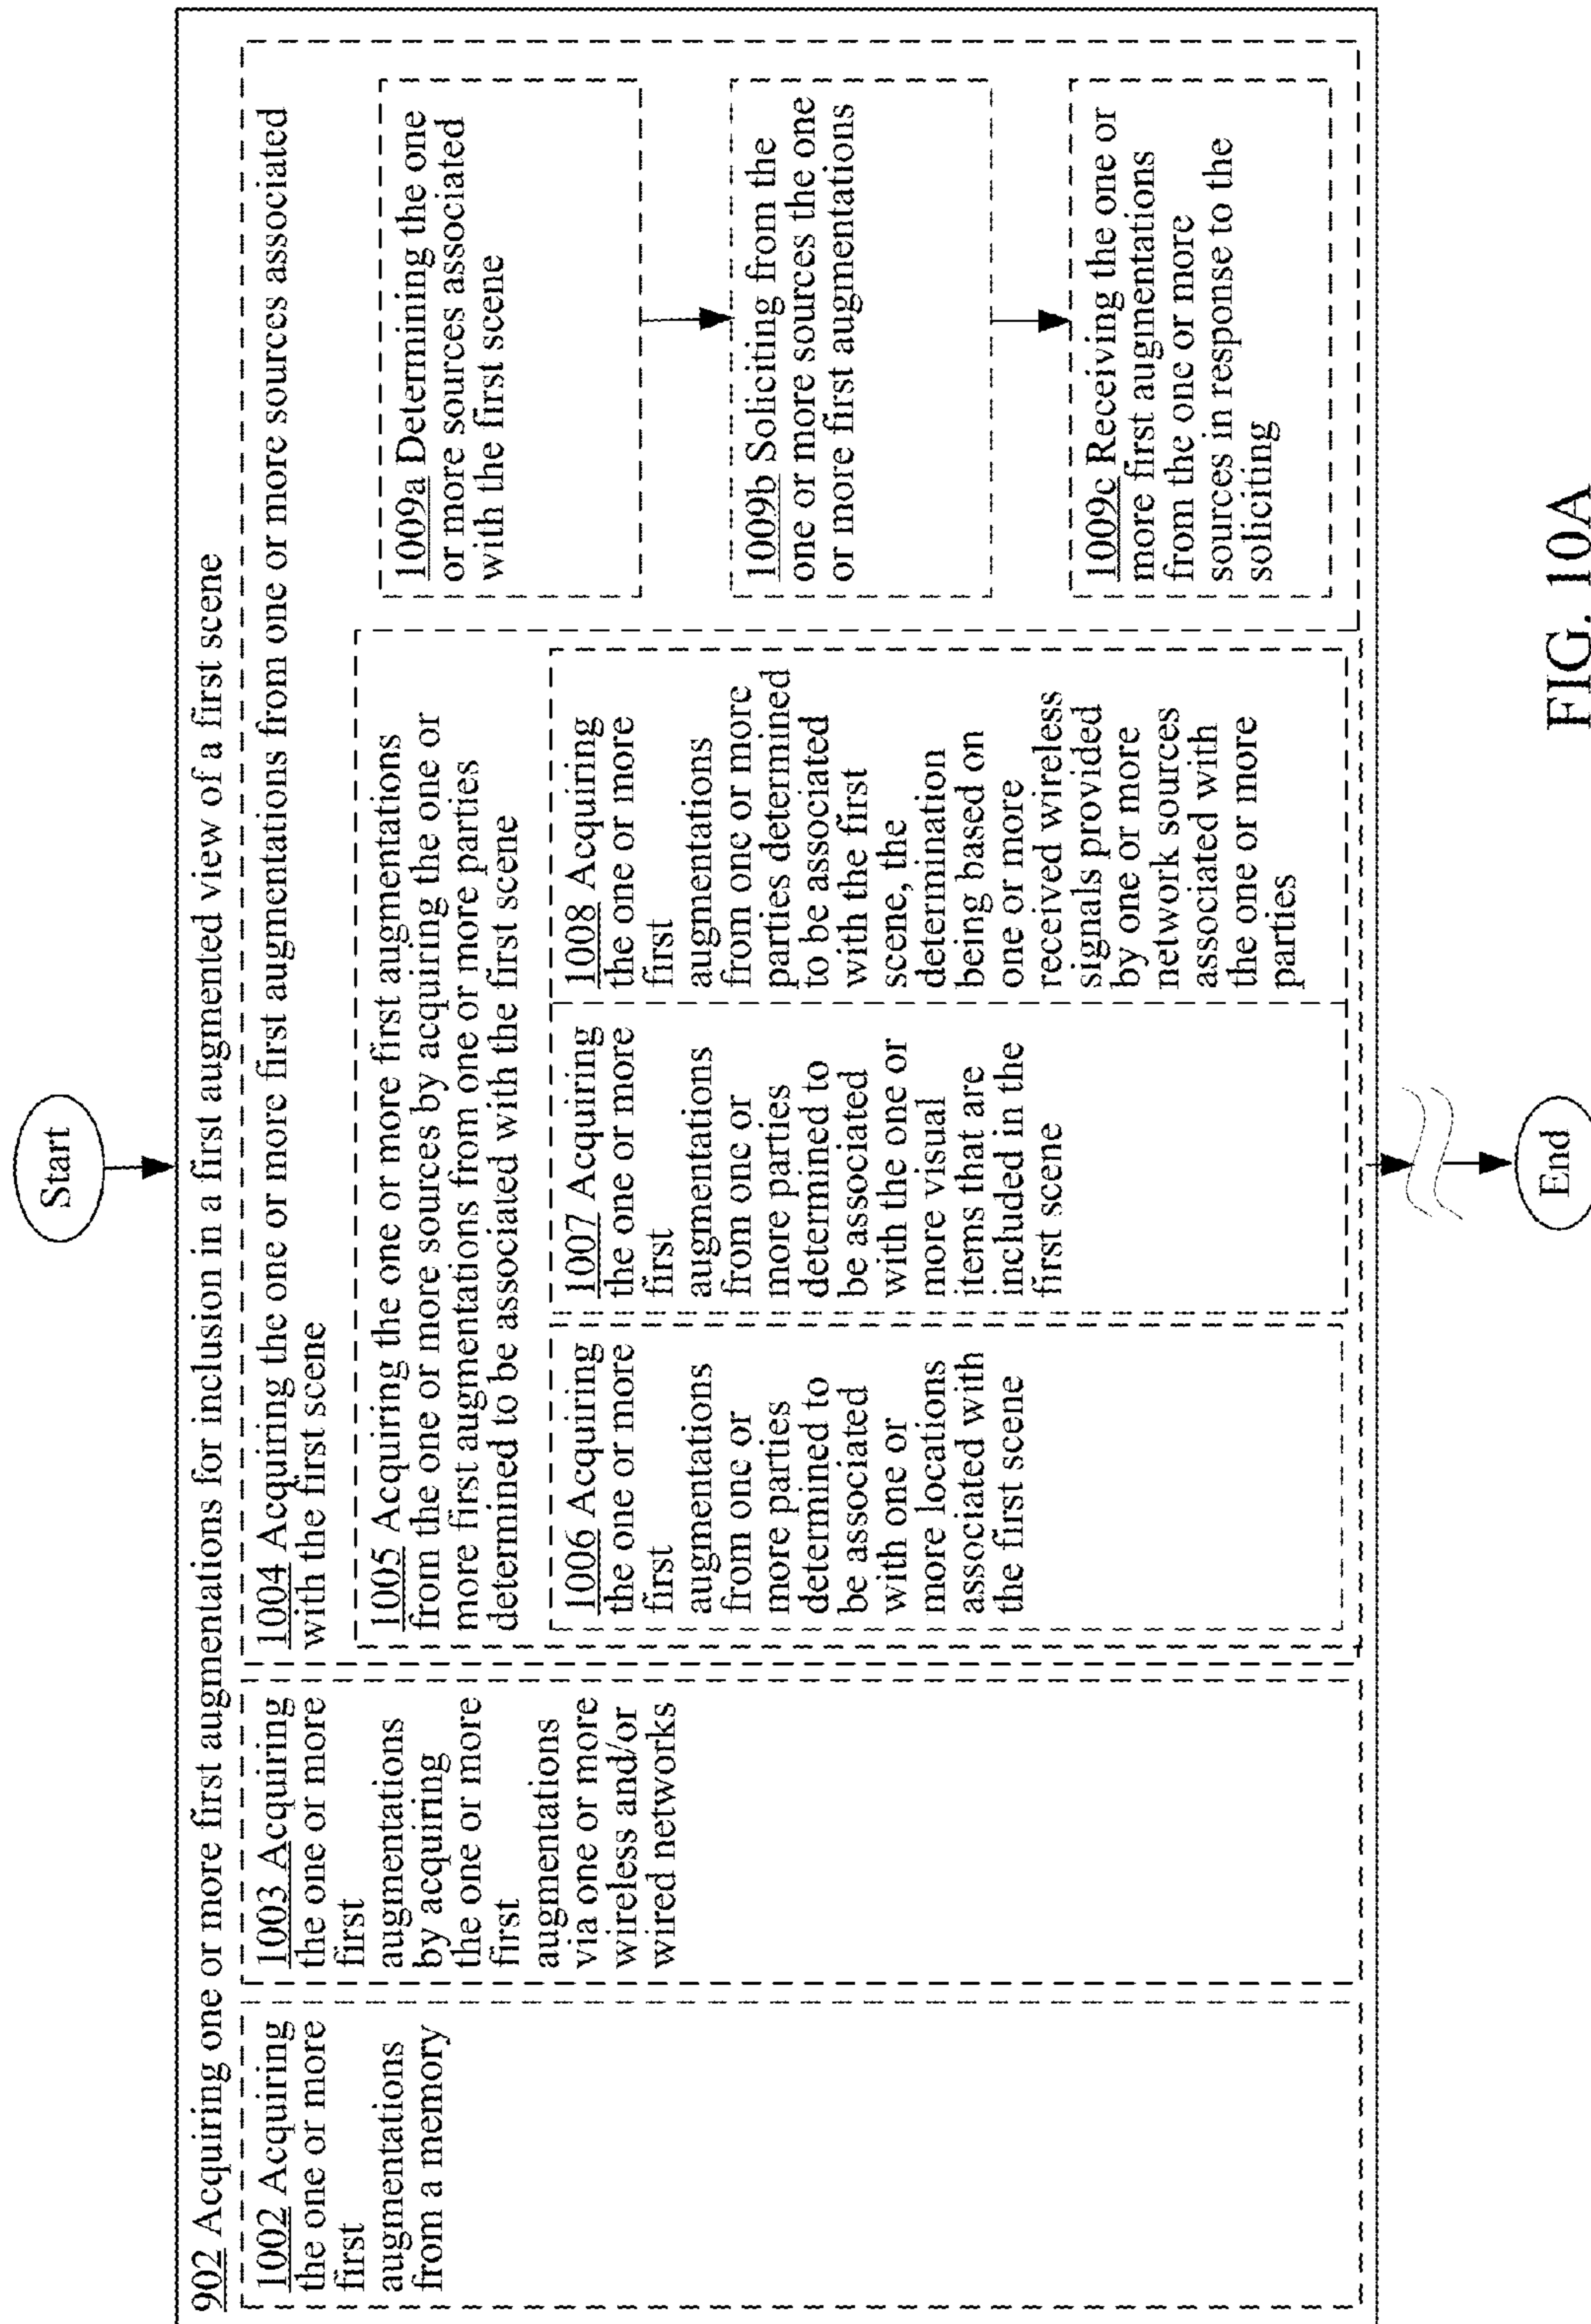 Start
902 Acquiring one or more first augmentations for inclusion in a first augmented view of a first scene
1002 Acquiring
the one or more
first
augmentations
from a memory
1003 Acquiring
the one or more
first
augmentations
by acquiring
the one or more
first
augmentations
via one or more
wireless and/or
wired networks
1004 Acquiring the one or more first augmentations from one or more sources associated
with the first scene
1005 Acquiring the one or more first augmentations
from the one or more sources by acquiring the one or
more first augmentations from one or more parties
determined to be associated with the first scene
1006 Acquiring
the one or more
first
augmentations
from one or
more parties
determined to
be associated
with one or
more locations
associated with
the first scene
1007 Acquiring
the one or more
first
augmentations
from one or
more parties
determined to
be associated
with the one or
more visual
items that are
included in the
first scene
1008 Acquiring
the one or more
first
augmentations
from one or more
parties determined
to be associated
with the first
scene, the
determination
being based on
one or more
received wireless
signals provided
by one or more
network sources
associated with
the one or more
parties
1009a Determining the one
or more sources associated
with the first scene
1009b Soliciting from the
one or more sources the one
or more first augmentations
1009c Receiving the one or
more first augmentations
from the one or more
sources in response to the
soliciting
End
FIG. 10A